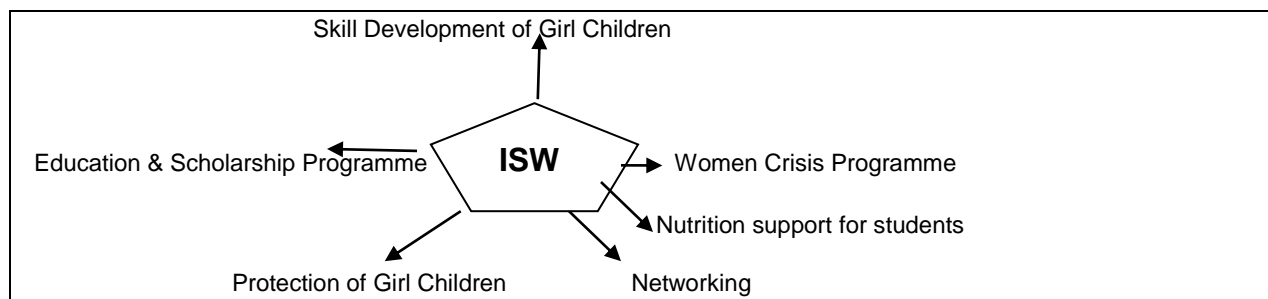 Skill Development of Girl Children
Education & Scholarship Programme
ISW
Women Crisis Programme
Nutrition support for students
Protection of Girl Children
Networking